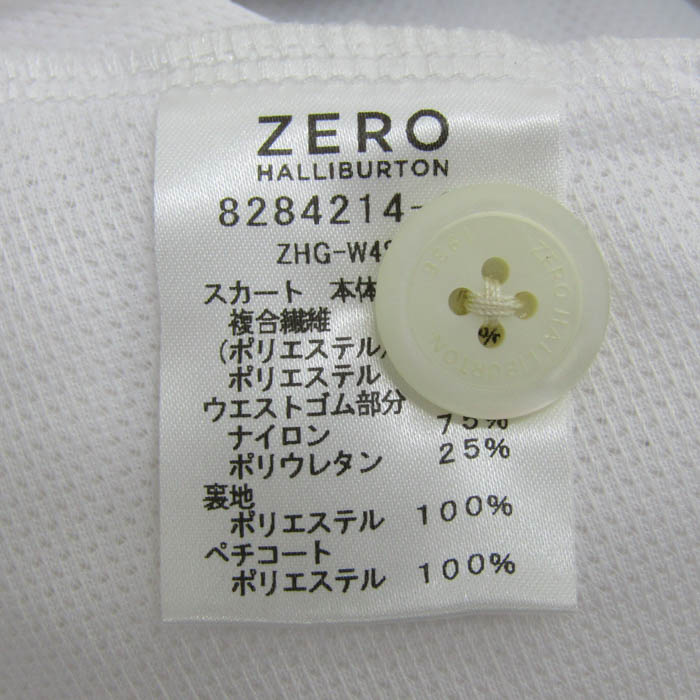 ZERO
HALLIBURTON
8284214-
ZHG-W4
スカート 本体
複合繊維
(ポリエステル)
ポリエステル %
ウエストゴム部分
ナイロン 75%
ポリウレタン 25%
裏地
ポリエステル 100%
ペチコート
ポリエステル 100%
ZERO HALLIBURTON